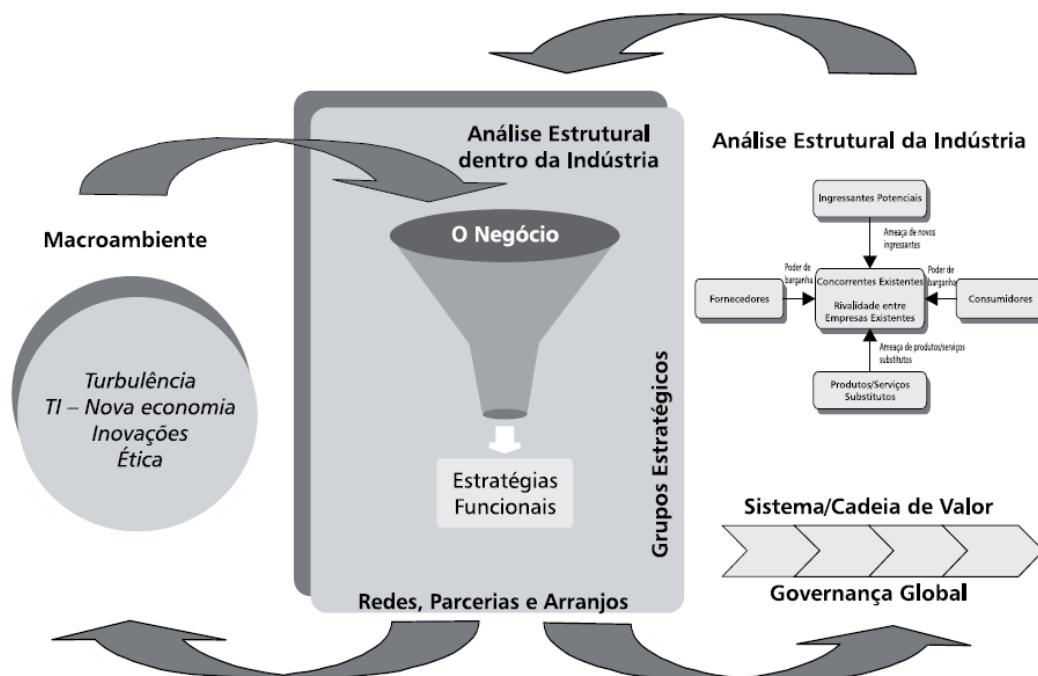 Macroambiente
Turbulência
TI – Nova economia
Inovações
Ética
Análise Estrutural
dentro da Indústria
O Negócio
Estratégias
Funcionais
Grupos Estratégicos
Redes, Parcerias e Arranjos
Análise Estrutural da Indústria
Ingressantes Potenciais
Ameaça de novos
ingressantes
Poder de
barganha
Poder de
barganha
Fornecedores
Concorrentes Existentes
Rivalidade entre
Empresas Existentes
Consumidores
Ameaça de produtos/serviços
substitutos
Produtos/Serviços
Substitutos
Sistema/Cadeia de Valor
Governança Global